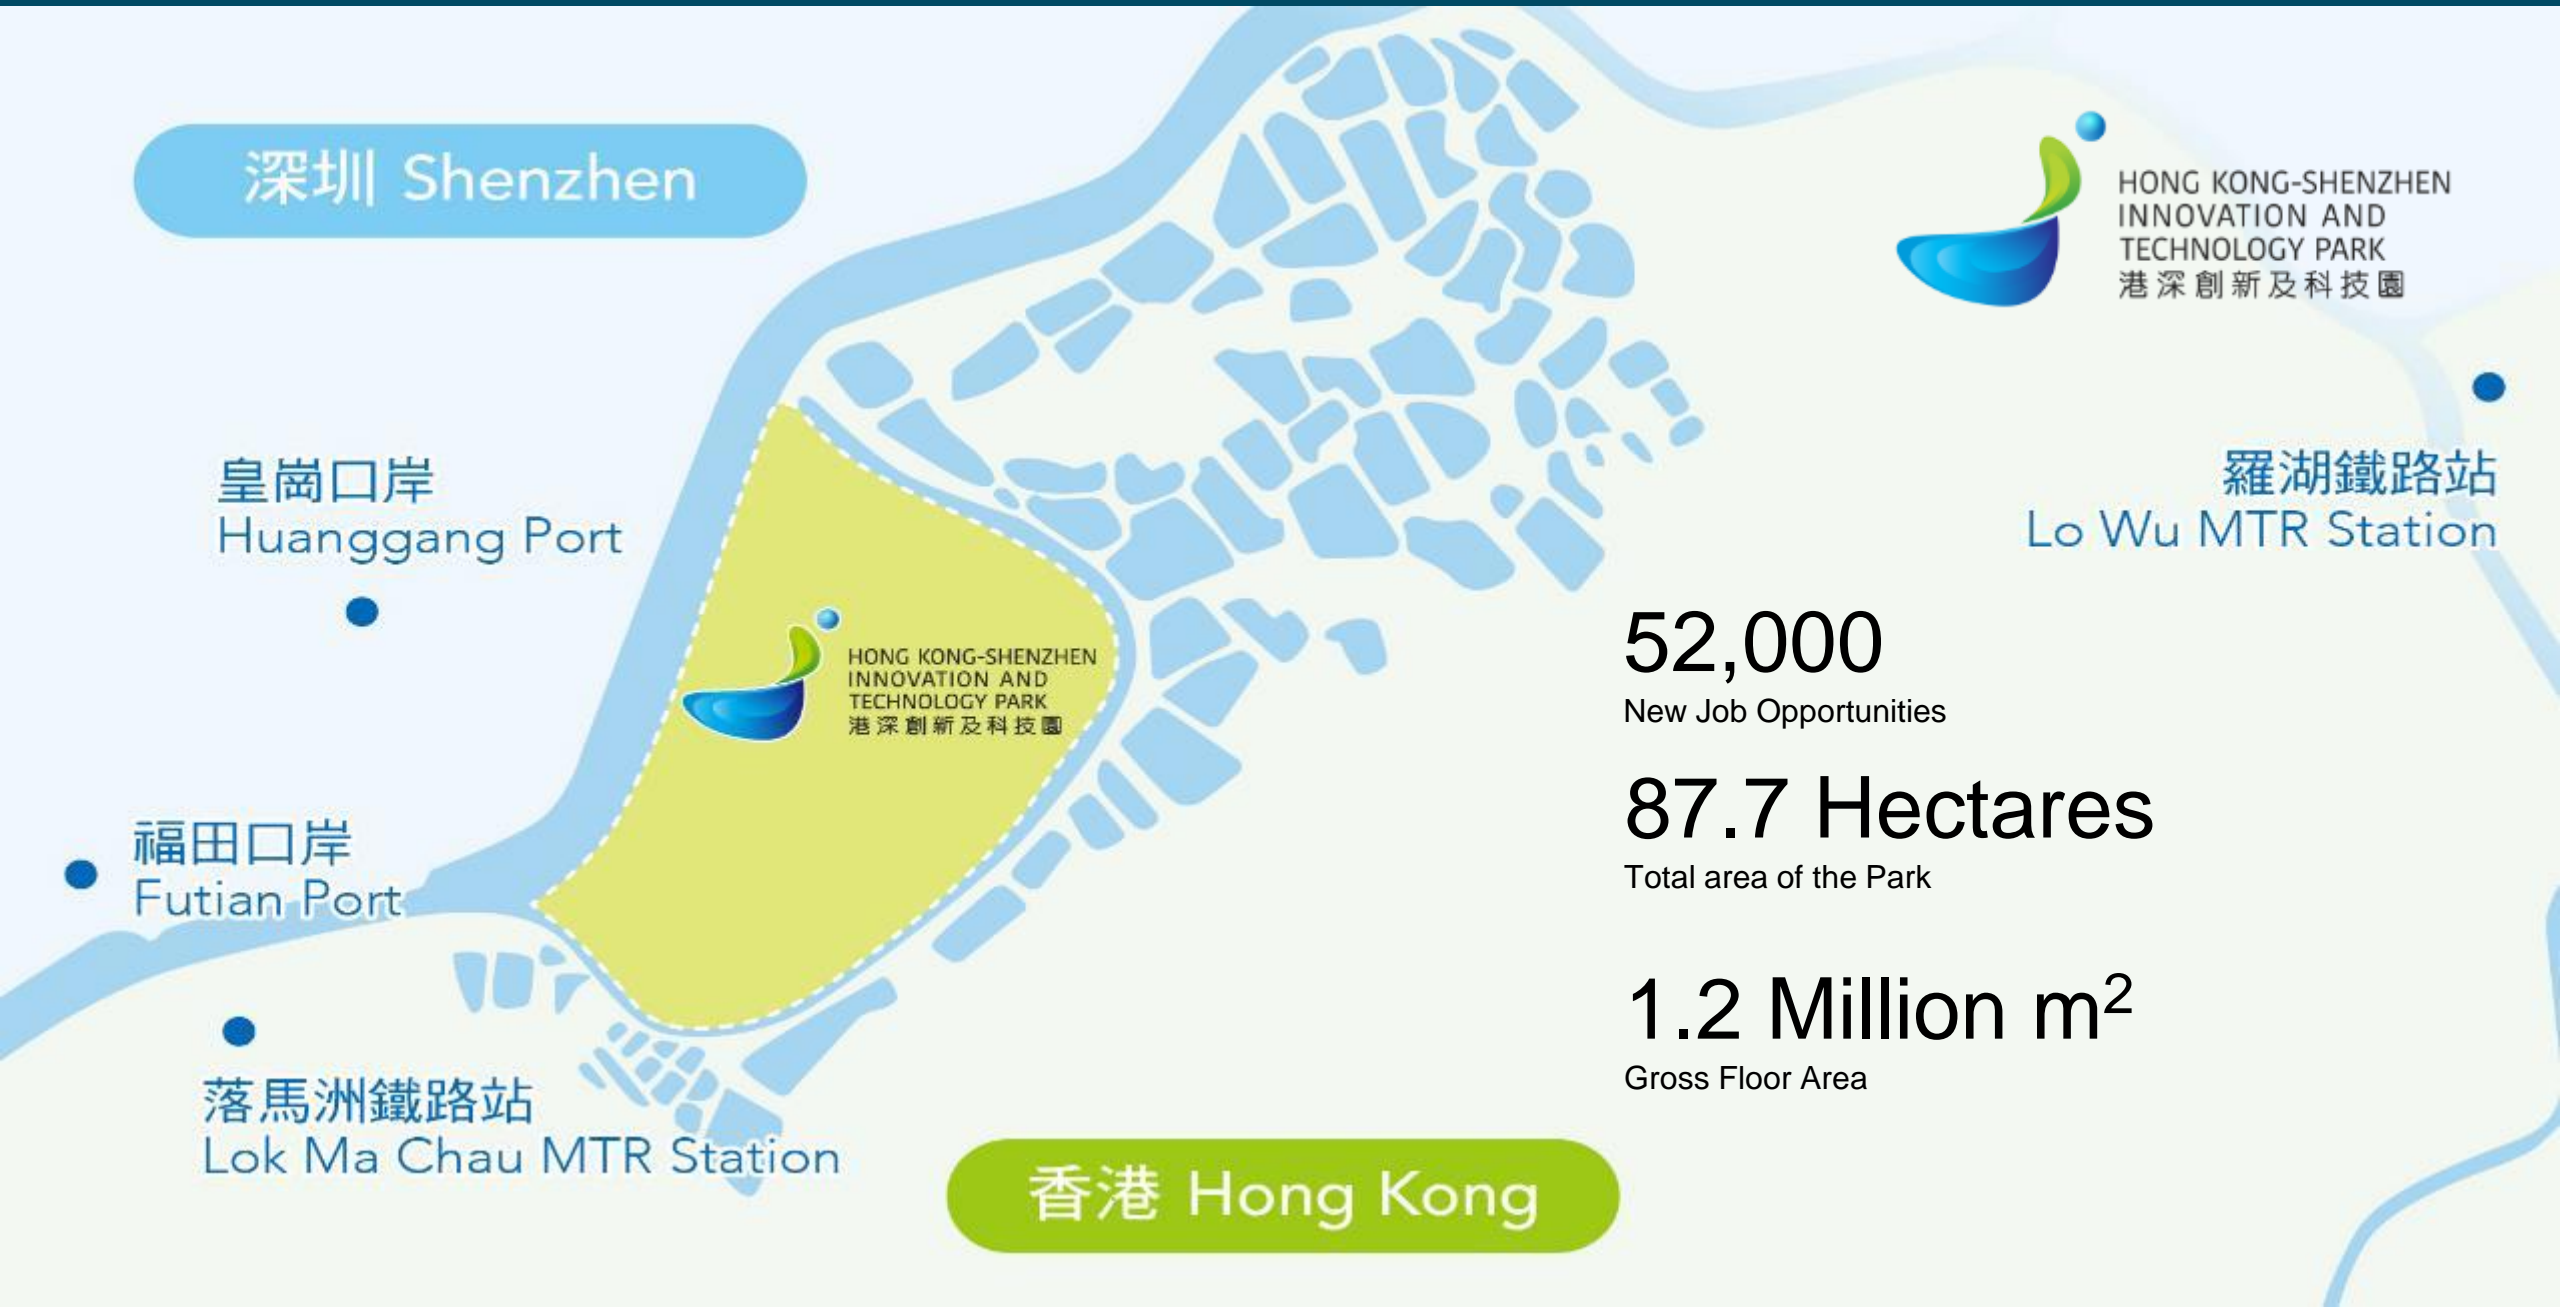 深圳 Shenzhen
HONG KONG-SHENZHEN
INNOVATION AND
TECHNOLOGY PARK
港深創新及科技園
皇崗口岸
Huanggang Port
羅湖鐵路站
Lo Wu MTR Station
HONG KONG-SHENZHEN
INNOVATION AND
TECHNOLOGY PARK
港深創新及科技園
52,000
New Job Opportunities
87.7 Hectares
Total area of the Park
福田口岸
Futian Port
1.2 Million m²
Gross Floor Area
落馬洲鐵路站
Lok Ma Chau MTR Station
香港 Hong Kong